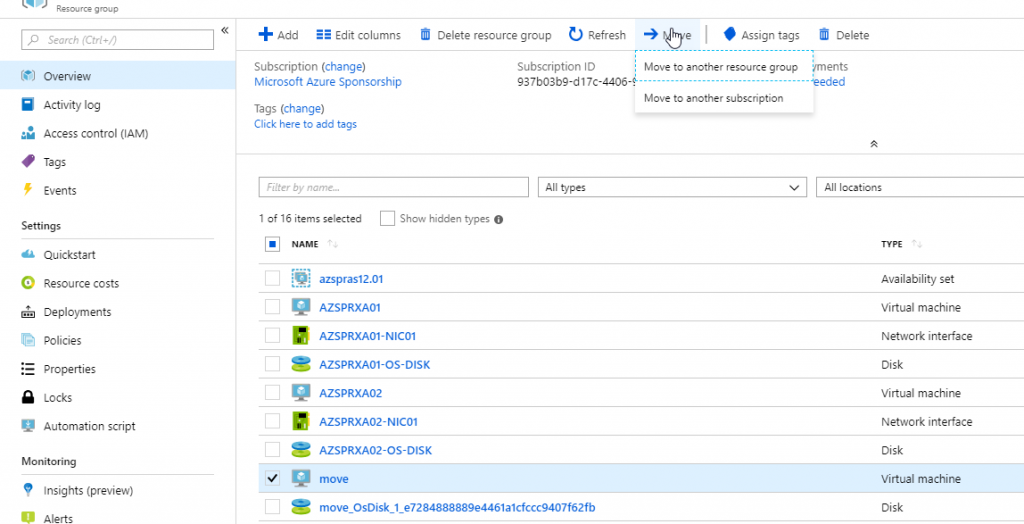 Resource group
Search (Ctrl+/)
«
Add
Edit columns
Delete resource group
Refresh
Move
Assign tags
Delete
Overview
Activity log
Access control (IAM)
Tags
Events
Settings
Quickstart
Resource costs
Deployments
Policies
Properties
Locks
Automation script
Monitoring
Insights (preview)
Alerts
Subscription (change)
Microsoft Azure Sponsorship
Subscription ID
937b03b9-d17c-4406-9
Move to another resource group
Move to another subscription
Tags (change)
Click here to add tags
Filter by name...
All types
All locations
1 of 16 items selected
Show hidden types
NAME
TYPE
azspras12.01
Availability set
AZSPRXA01
Virtual machine
AZSPRXA01-NIC01
Network interface
AZSPRXA01-OS-DISK
Disk
AZSPRXA02
Virtual machine
AZSPRXA02-NIC01
Network interface
AZSPRXA02-OS-DISK
Disk
move
Virtual machine
move_OsDisk_1_e7284888889e4461a1cfccc9407f62fb
Disk